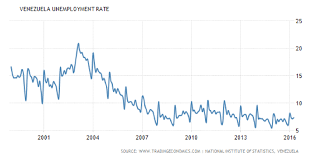 VENEZUELA UNEMPLOYMENT RATE
25
20
15
10
5
2001 2004 2007 2010 2013 2016
SOURCE: WWW.TRADINGECONOMICS.COM | NATIONAL INSTITUTE OF STATISTICS, VENEZUELA